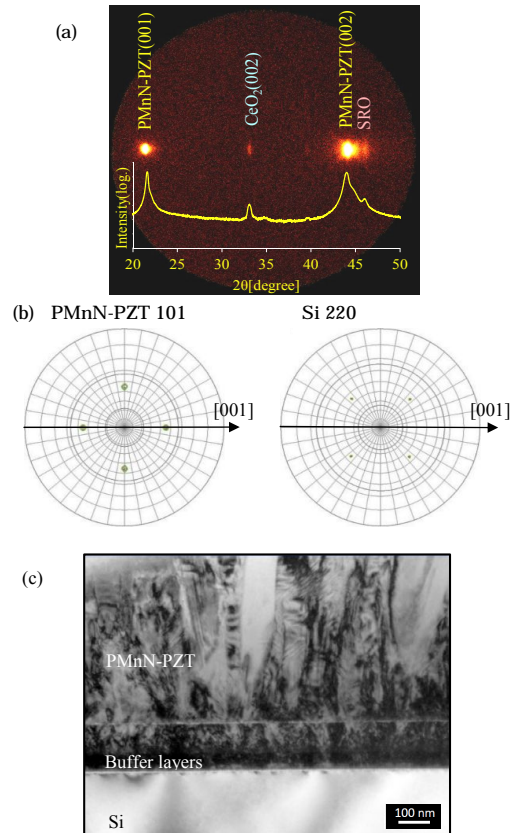 (a)
PMnN-PZT(001)
CeO₂(002)
PMnN-PZT(002)
SRO
Intensity(log)
20 25 30 35 40 45 50
2θ[degree]
(b) PMnN-PZT 101 Si 220
[001] [001]
(c)
PMnN-PZT
Buffer layers
Si
100 nm